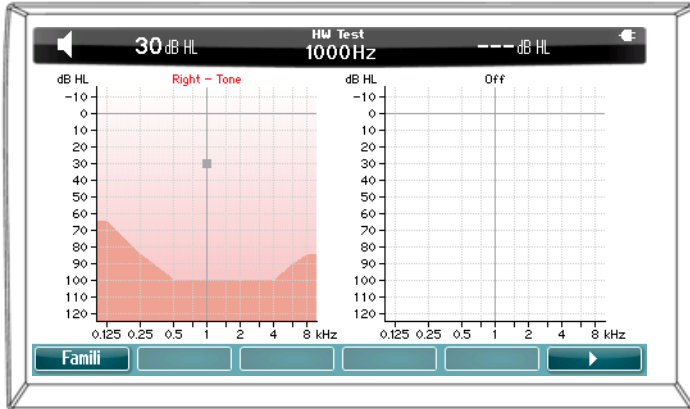 HW Test
30 dB HL 1000Hz --- dB HL
dB HL Right - Tone dB HL Off
-10 -10
0 0
10 10
20 20
30 30
40 40
50 50
60 60
70 70
80 80
90 90
100 100
110 110
120 120
0.125 0.25 0.5 1 2 4 8 kHz 0.125 0.25 0.5 1 2 4 8 kHz
Famili